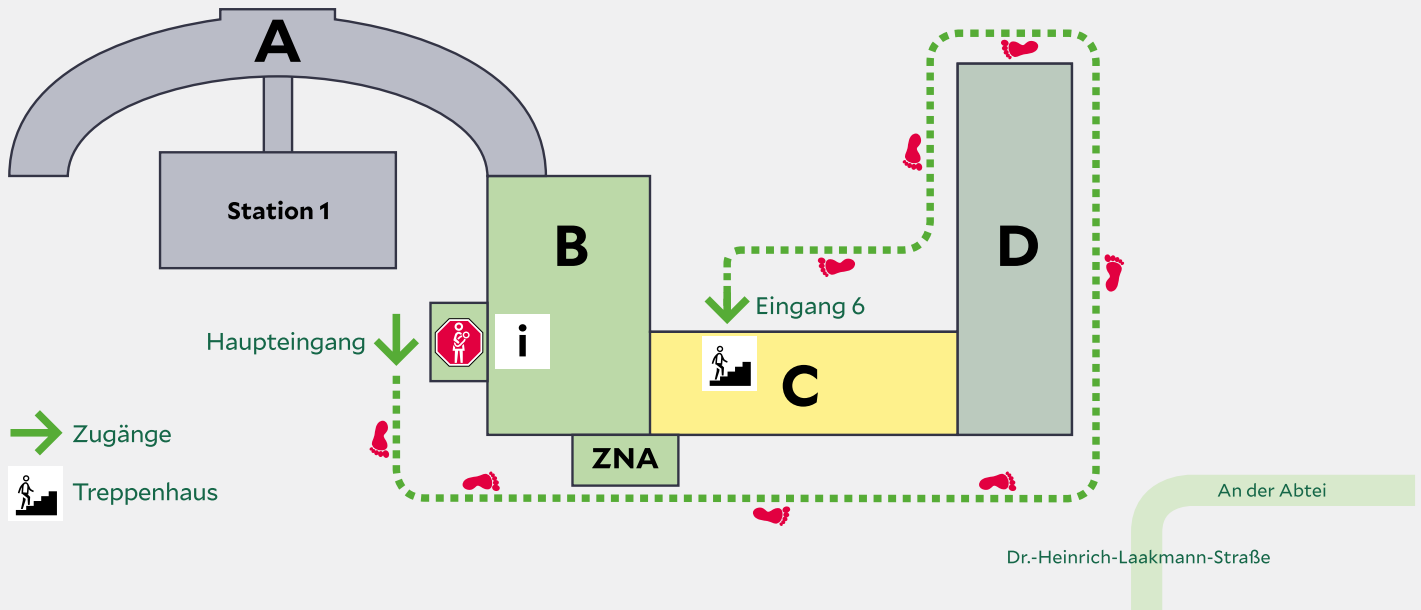 A
Station 1
B
D
Eingang 6
Haupteingang
i
C
Zugänge
ZNA
Treppenhaus
An der Abtei
Dr.-Heinrich-Laakmann-Straße